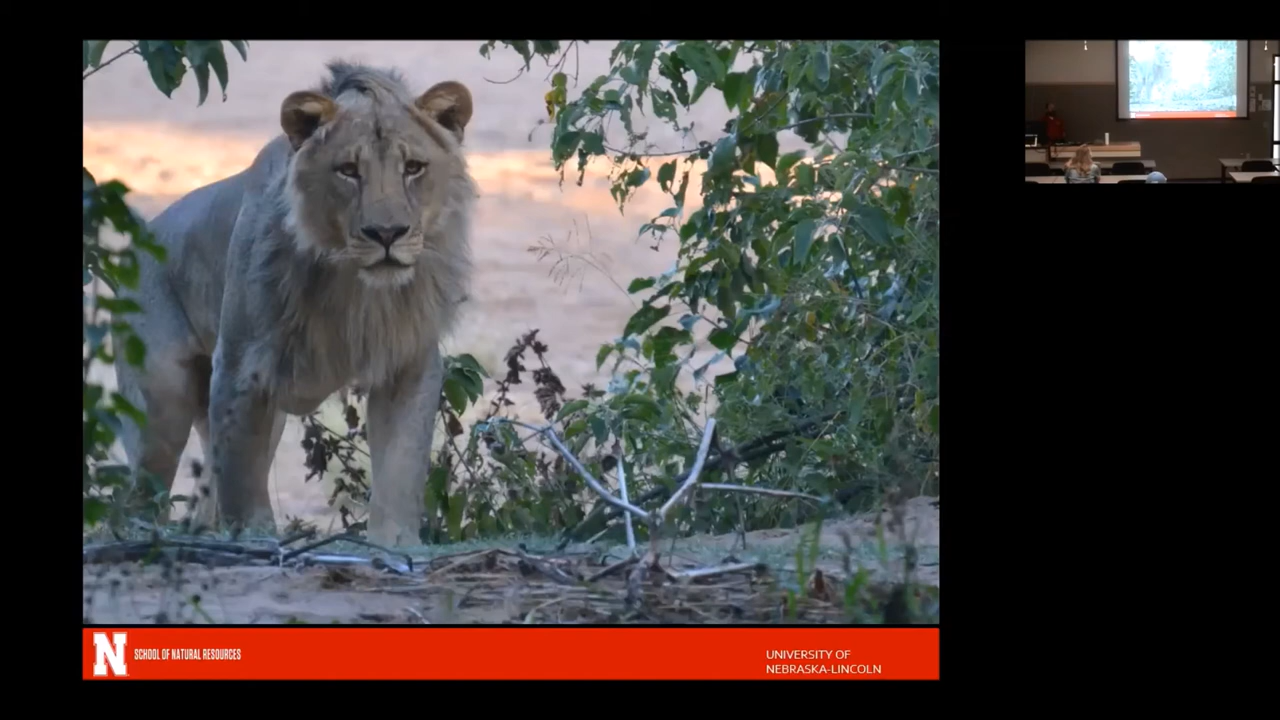 N
SCHOOL OF NATURAL RESOURCES
UNIVERSITY OF
NEBRASKA-LINCOLN